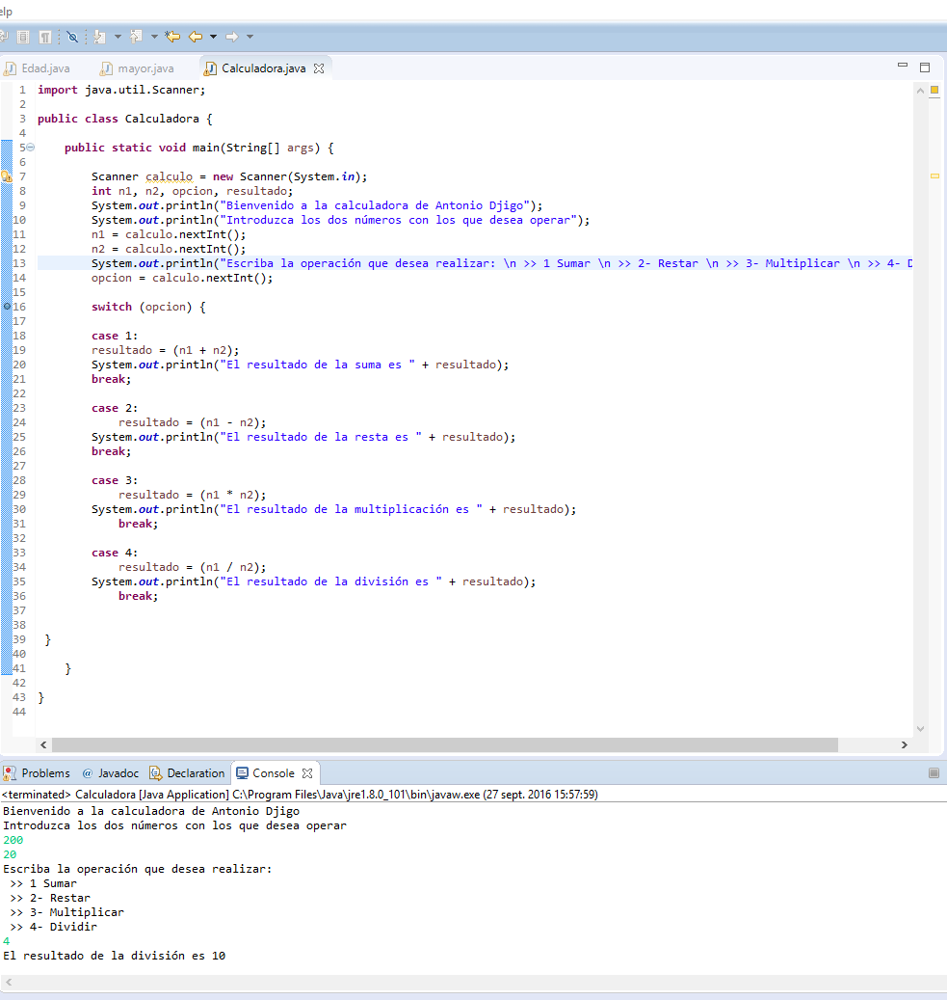 elp
Edad.java mayor.java Calculadora.java
1 import java.util.Scanner;
2
3 public class Calculadora {
4
5 public static void main(String[] args) {
6
7 Scanner calculo = new Scanner(System.in);
8 int n1, n2, opcion, resultado;
9 System.out.println("Bienvenido a la calculadora de Antonio Djigo");
10 System.out.println("Introduzca los dos números con los que desea operar");
11 n1 = calculo.nextInt();
12 n2 = calculo.nextInt();
13 System.out.println("Escriba la operación que desea realizar: \n >> 1 Sumar \n >> 2- Restar \n >> 3- Multiplicar \n >> 4- D
14 opcion = calculo.nextInt();
15
16 switch (opcion) {
17
18 case 1:
19 resultado = (n1 + n2);
20 System.out.println("El resultado de la suma es " + resultado);
21 break;
22
23 case 2:
24 resultado = (n1 - n2);
25 System.out.println("El resultado de la resta es " + resultado);
26 break;
27
28 case 3:
29 resultado = (n1 * n2);
30 System.out.println("El resultado de la multiplicación es " + resultado);
31 break;
32
33 case 4:
34 resultado = (n1 / n2);
35 System.out.println("El resultado de la división es " + resultado);
36 break;
37
38
39 }
40
41 }
42
43 }
44
Problems @ Javadoc Declaration Console
<terminated> Calculadora [Java Application] C:\Program Files\Java\jre1.8.0_101\bin\javaw.exe (27 sept. 2016 15:57:59)
Bienvenido a la calculadora de Antonio Djigo
Introduzca los dos números con los que desea operar
200
20
Escriba la operación que desea realizar:
>> 1 Sumar
>> 2- Restar
>> 3- Multiplicar
>> 4- Dividir
4
El resultado de la división es 10